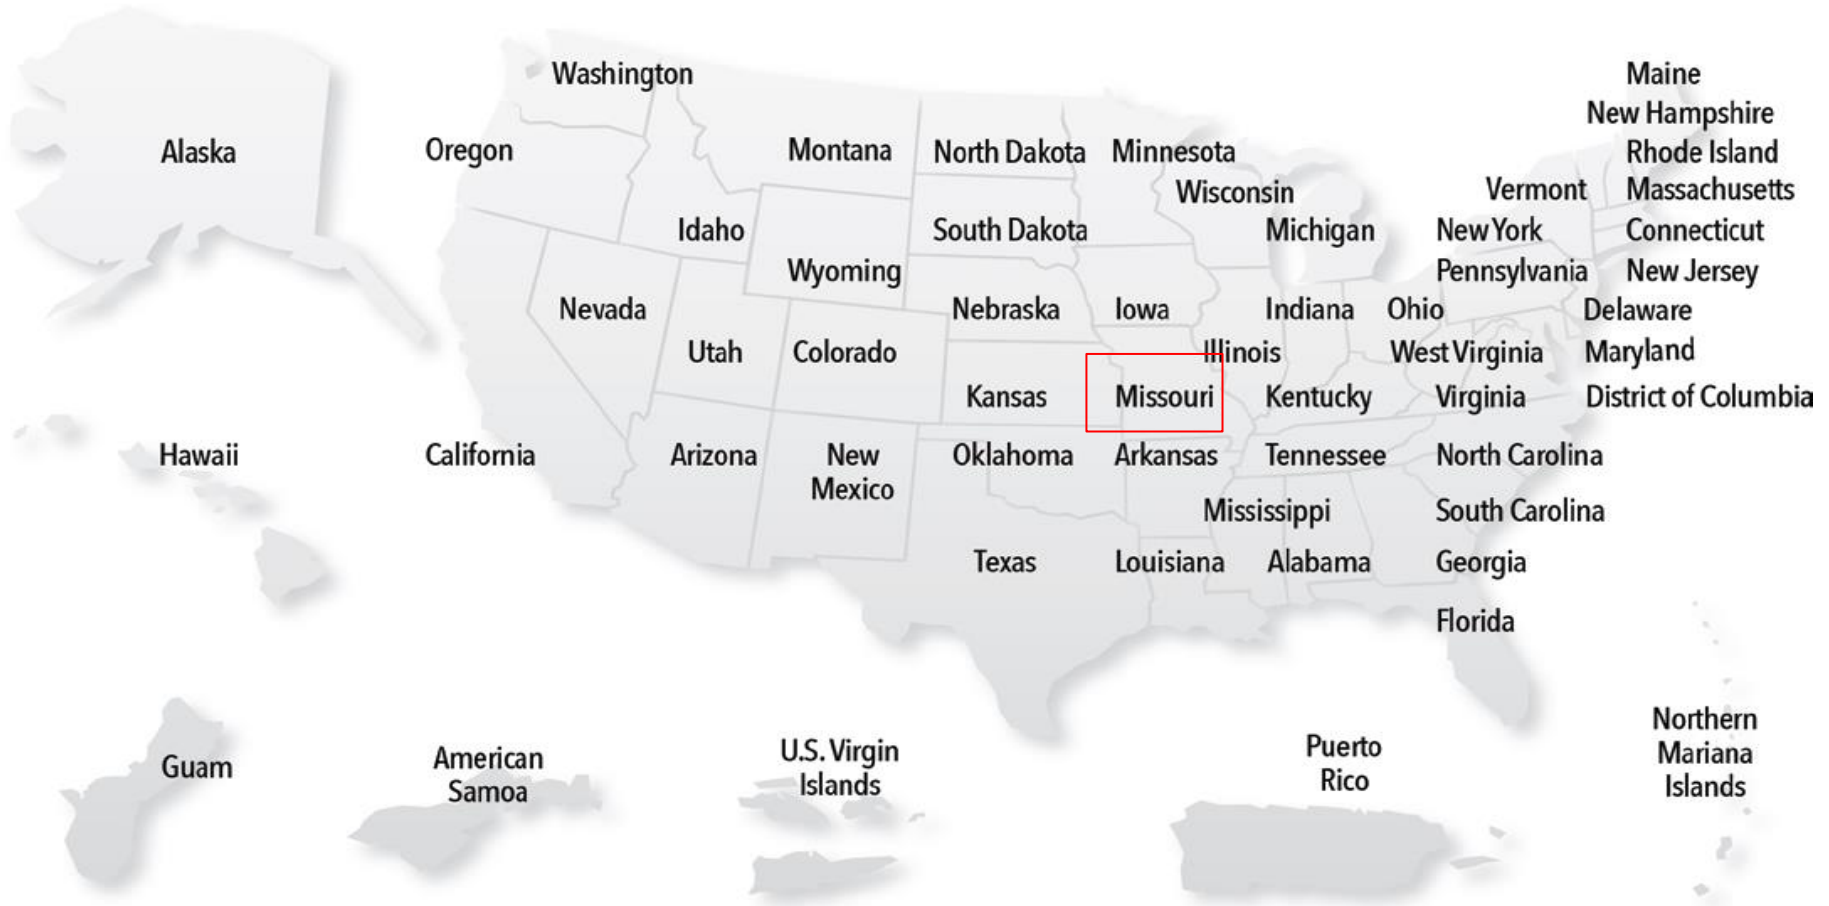 Washington
Maine
New Hampshire
Alaska
Oregon
Montana
North Dakota
Minnesota
Rhode Island
Wisconsin
Vermont
Massachusetts
Idaho
South Dakota
Michigan
New York
Connecticut
Wyoming
Pennsylvania
New Jersey
Nevada
Nebraska
Iowa
Indiana
Ohio
Delaware
Utah
Colorado
Illinois
West Virginia
Maryland
Kansas
Missouri
Kentucky
Virginia
District of Columbia
Hawaii
California
Arizona
New
Mexico
Oklahoma
Arkansas
Tennessee
North Carolina
Mississippi
South Carolina
Texas
Louisiana
Alabama
Georgia
Florida
Guam
American
Samoa
U.S. Virgin
Islands
Puerto
Rico
Northern
Mariana
Islands